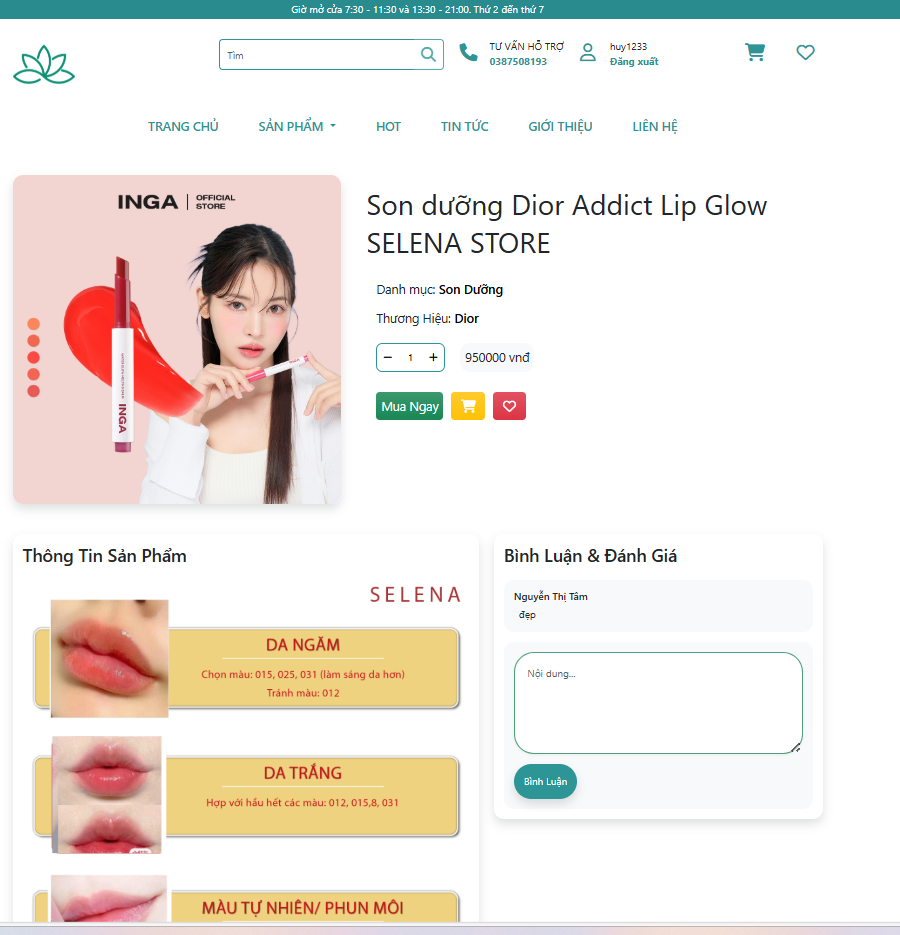 Giờ mở cửa 7:30 - 11:30 và 13:30 - 21:00. Thứ 2 đến thứ 7
Tìm
TƯ VẤN HỖ TRỢ
0387508193
huy1233
Đăng xuất
TRANG CHỦ
SẢN PHẨM
HOT
TIN TỨC
GIỚI THIỆU
LIÊN HỆ
INGA
OFFICIAL
STORE
INGA
INGA
Son dưỡng Dior Addict Lip Glow
SELENA STORE
Danh mục: Son Dưỡng
Thương Hiệu: Dior
− 1 +
950000 vnđ
Mua Ngay
Thông Tin Sản Phẩm
SELENA
DA NGĂM
Chọn màu: 015, 025, 031 (làm sáng da hơn)
Tránh màu: 012
DA TRẮNG
Hợp với hầu hết các màu: 012, 015,8, 031
MÀU TỰ NHIÊN/ PHUN MÔI
Bình Luận & Đánh Giá
Nguyễn Thị Tâm
đẹp
Nội dung...
Bình Luận